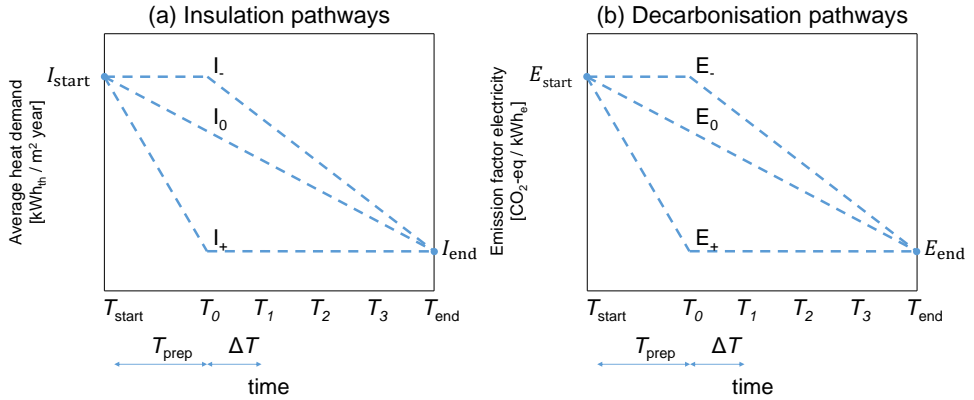 (a) Insulation pathways
Average heat demand
[kWhth / m2 year]
Istart
I-
I0
I+
Iend
Tstart T0 T1 T2 T3 Tend
Tprep ΔT
time
(b) Decarbonisation pathways
Emission factor electricity
[CO2-eq / kWhe]
Estart
E-
E0
E+
Eend
Tstart T0 T1 T2 T3 Tend
Tprep ΔT
time